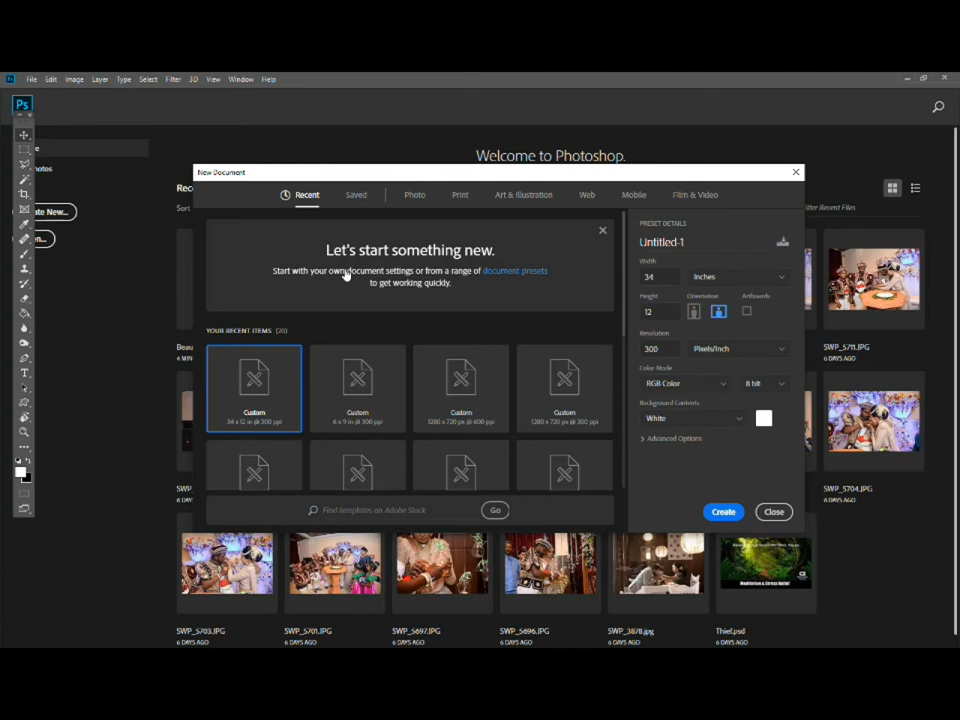 Ps File Edit Image Layer Type Select Filter 3D View Window Help
Ps
Welcome to Photoshop.
New Document
Recent Saved Photo Print Art & Illustration Web Mobile Film & Video
Let's start something new.
Start with your own document settings or from a range of document presets
to get working quickly.
YOUR RECENT ITEMS (20)
Custom
34 x 12 in @ 300 ppi
Custom
6 x 9 in @ 300 ppi
Custom
1280 x 720 px @ 600 ppi
Custom
1280 x 720 px @ 300 ppi
Find templates on Adobe Stock
Go
PRESET DETAILS
Untitled-1
Width
34 Inches
Height Orientation Artboards
12
Resolution
300 Pixels/Inch
Color Mode
RGB Color 8 bit
Background Contents
White
Advanced Options
Create Close
Sort
Recent Files
SWP_5711.JPG
6 DAYS AGO
SWP_5704.JPG
6 DAYS AGO
SWP_5703.JPG
6 DAYS AGO
SWP_5701.JPG
6 DAYS AGO
SWP_5697.JPG
6 DAYS AGO
SWP_5696.JPG
6 DAYS AGO
SWP_3878.jpg
6 DAYS AGO
Meditation & Stress Relief
Thief.psd
6 DAYS AGO